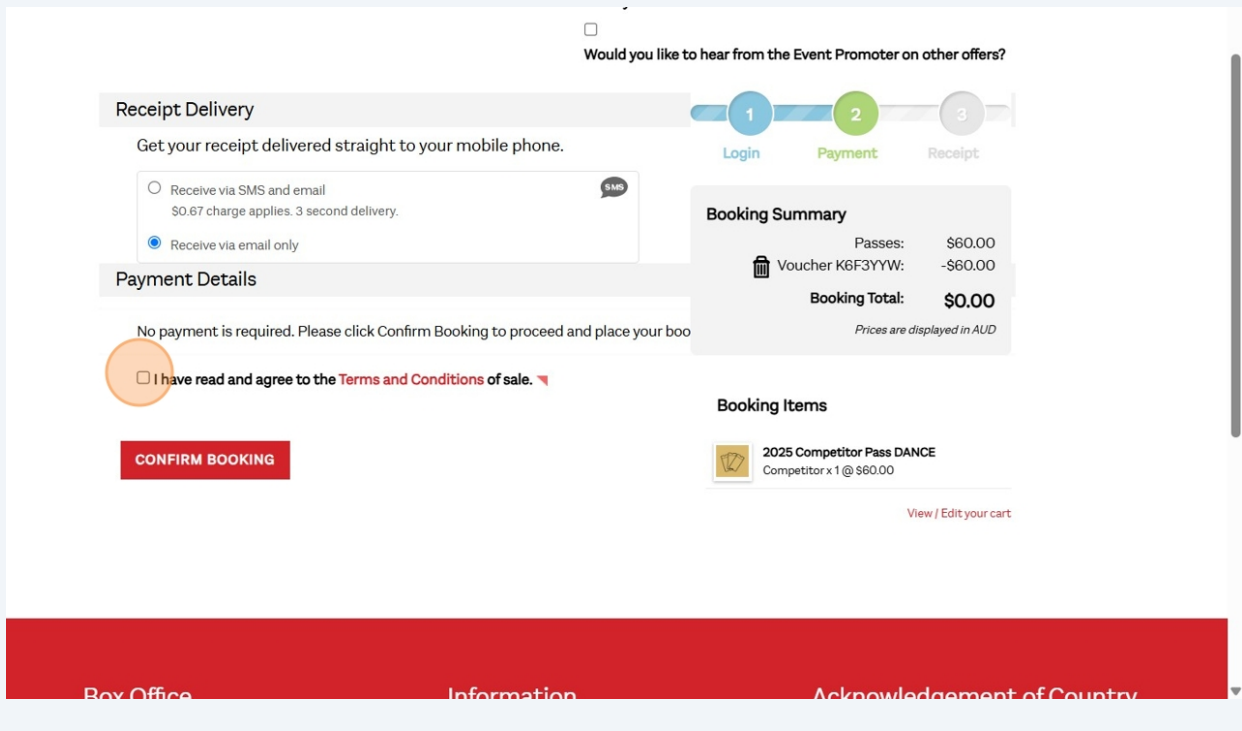 Would you like to hear from the Event Promoter on other offers?
Receipt Delivery
Get your receipt delivered straight to your mobile phone.
Receive via SMS and email
$0.67 charge applies. 3 second delivery.
SMS
Receive via email only
Payment Details
No payment is required. Please click Confirm Booking to proceed and place your boo
I have read and agree to the Terms and Conditions of sale.
CONFIRM BOOKING
1
2
3
Login
Payment
Receipt
Booking Summary
Passes: $60.00
Voucher K6F3YYW: -$60.00
Booking Total: $0.00
Prices are displayed in AUD
Booking Items
2025 Competitor Pass DANCE
Competitor x 1 @ $60.00
View / Edit your cart
Box Office
Information
Acknowledgement of Country